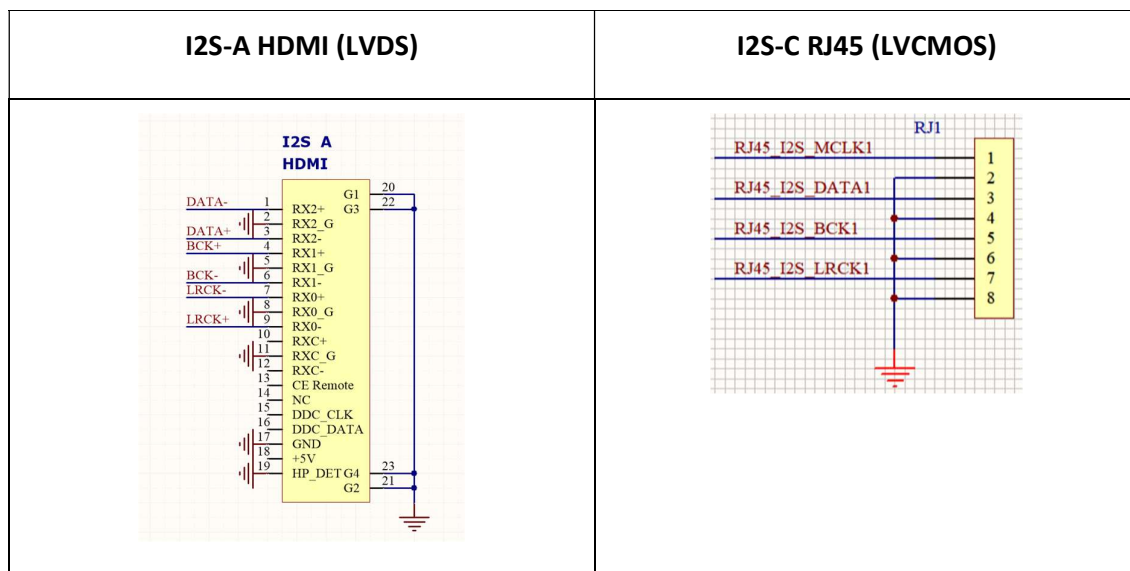 I2S-A HDMI (LVDS)
I2S-C RJ45 (LVCMOS)
I2S A
HDMI
G1 20
DATA- 1 RX2+ G3 22
2 RX2_G
DATA+ 3 RX2-
BCK+ 4 RX1+
5 RX1_G
BCK- 6 RX1-
LRCK- 7 RX0+
8 RX0_G
LRCK+ 9 RX0-
10 RXC+
11 RXC_G
12 RXC-
13 CE Remote
14 NC
15 DDC_CLK
16 DDC_DATA
17 GND
18 +5V
19 HP_DET G4 23
G2 21
RJ1
RJ45_I2S_MCLK1 1
2
RJ45_I2S_DATA1 3
4
RJ45_I2S_BCK1 5
6
RJ45_I2S_LRCK1 7
8